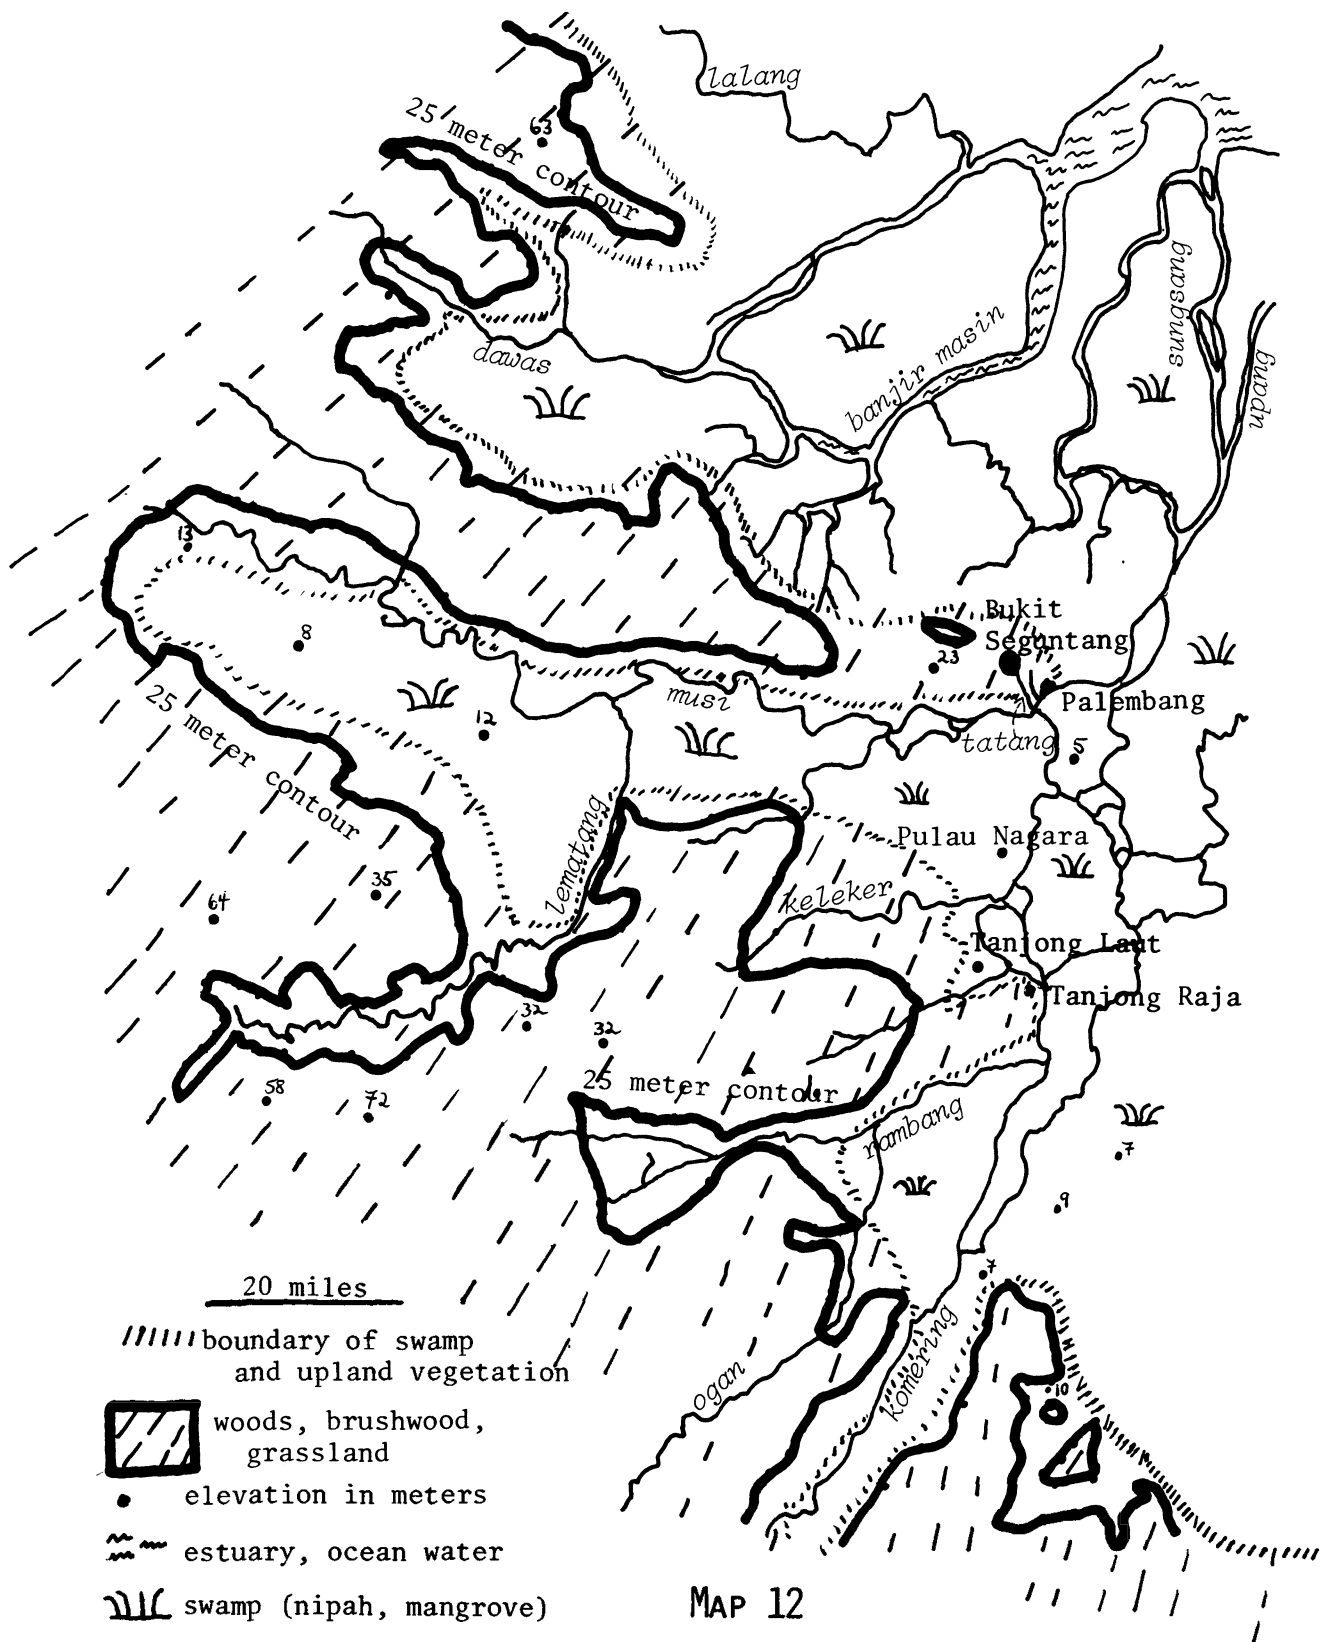 lalang
25 meter contour
63
sungsang
upang
dawas
banjir masin
13
8
Bukit
Seguntang
23
musi
Palembang
25 meter contour
12
tatang
5
lematang
Pulau Nagara
35
64
keleker
Tanjong Laut
Tanjong Raja
32
32
25 meter contour
58
72
rambang
7
9
7
20 miles
komering
boundary of swamp
and upland vegetation
ogan
10
woods, brushwood,
grassland
elevation in meters
estuary, ocean water
swamp (nipah, mangrove)
MAP 12